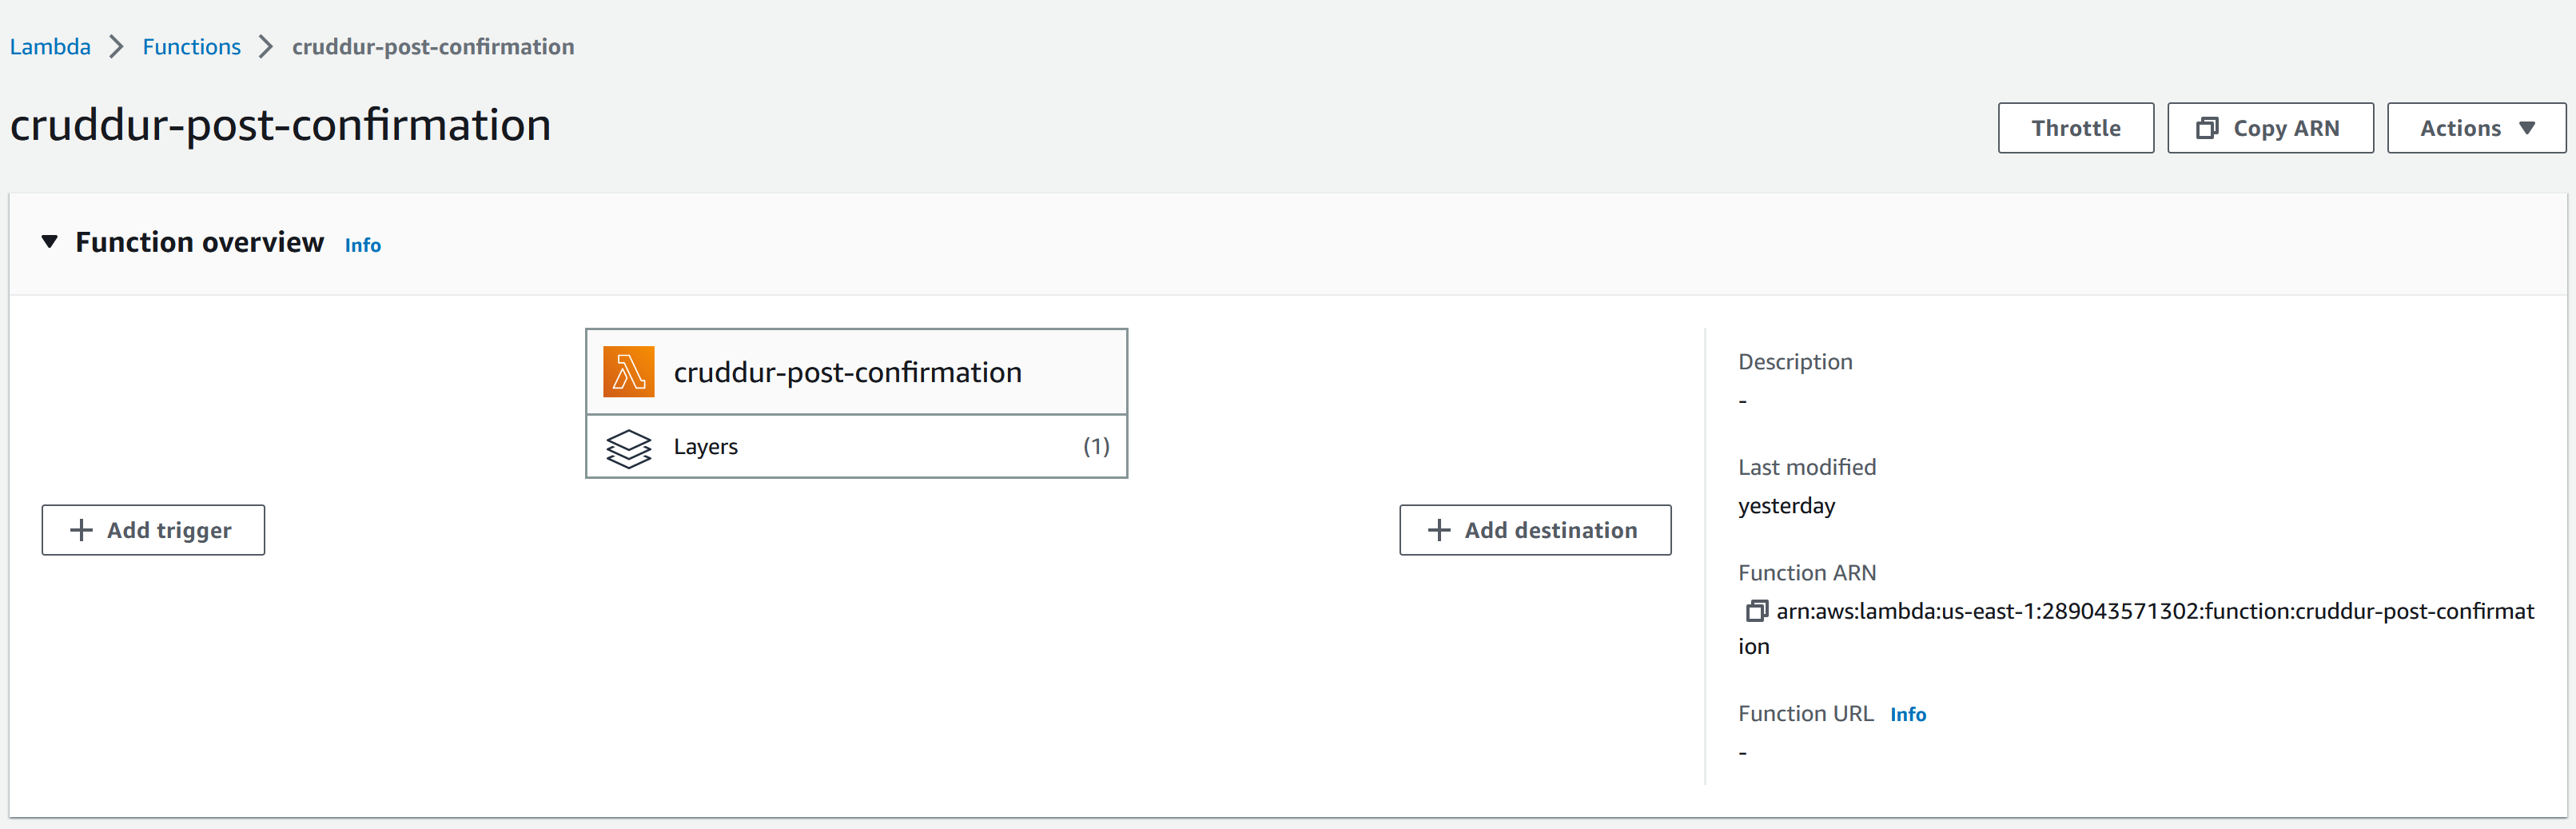 Lambda Functions cruddur-post-confirmation
cruddur-post-confirmation
Throttle Copy ARN Actions
Function overview Info
cruddur-post-confirmation
Layers (1)
Add trigger
Add destination
Description
-
Last modified
yesterday
Function ARN
arn:aws:lambda:us-east-1:289043571302:function:cruddur-post-confirmat
ion
Function URL Info
-